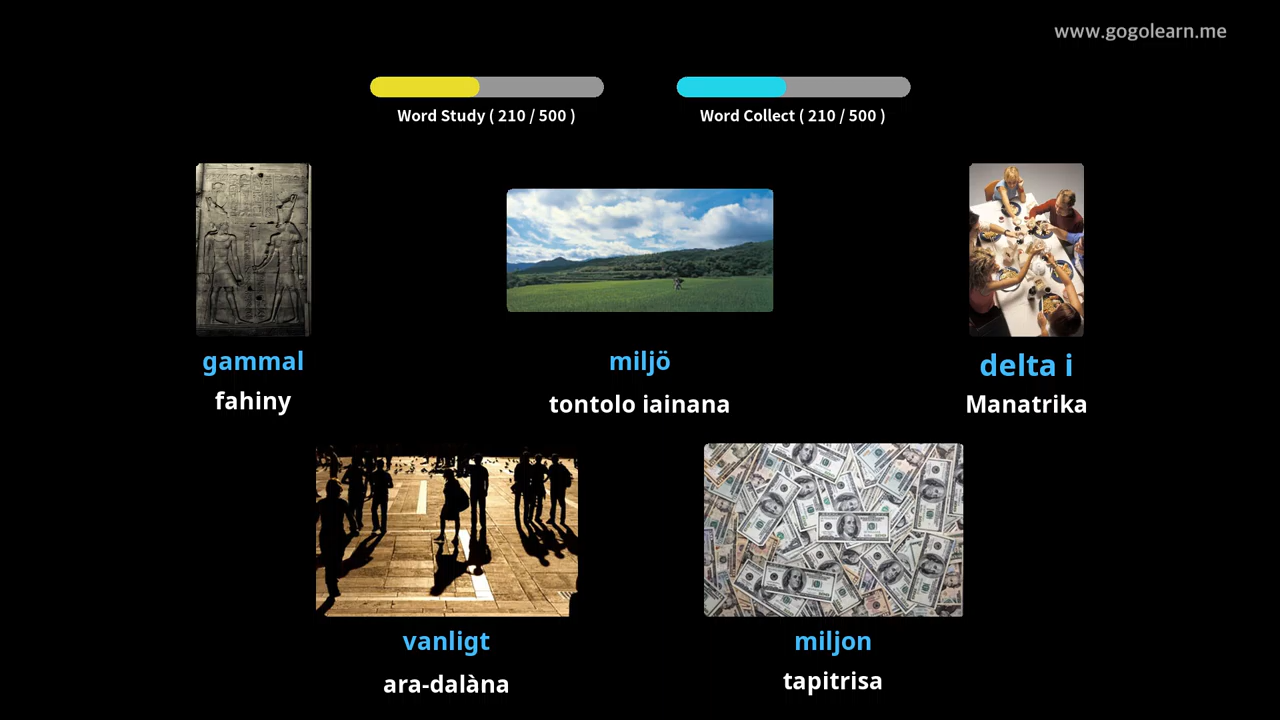 www.gogolearn.me
Word Study ( 210 / 500 )
Word Collect ( 210 / 500 )
gammal
fahiny
miljö
tontolo iainana
delta i
Manatrika
vanligt
ara-dalàna
miljon
tapitrisa